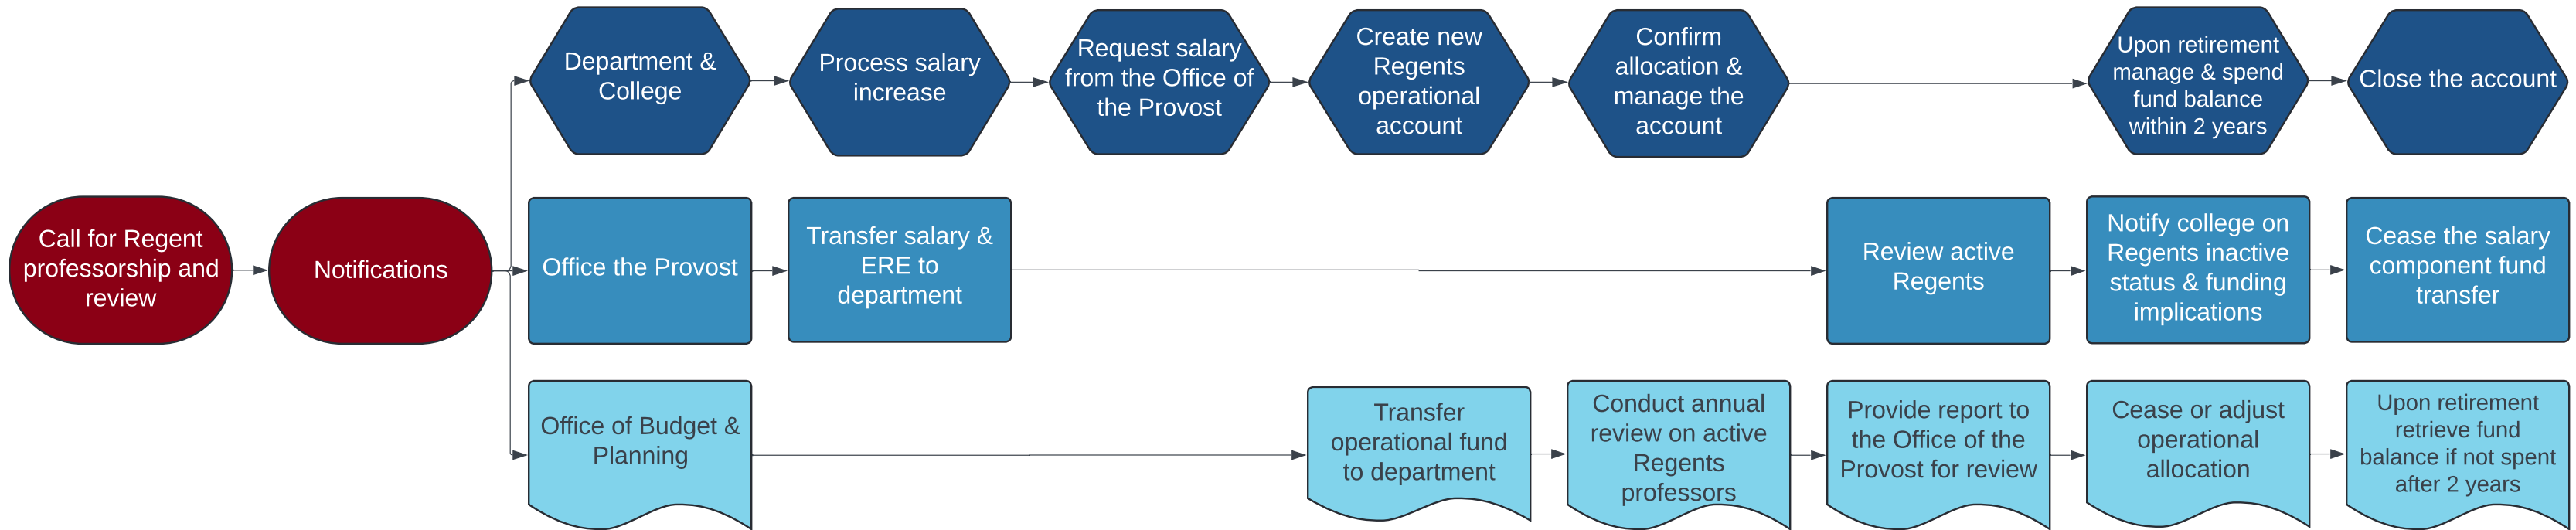 Department &
College
Process salary
increase
Request salary
from the Office of
the Provost
Create new
Regents
operational
account
Confirm
allocation &
manage the
account
Upon retirement
manage & spend
fund balance
within 2 years
Close the account
Call for Regent
professorship and
review
Notifications
Office the Provost
Transfer salary &
ERE to
department
Review active
Regents
Notify college on
Regents inactive
status & funding
implications
Cease the salary
component fund
transfer
Office of Budget &
Planning
Transfer
operational fund
to department
Conduct annual
review on active
Regents
professors
Provide report to
the Office of the
Provost for review
Cease or adjust
operational
allocation
Upon retirement
retrieve fund
balance if not spent
after 2 years